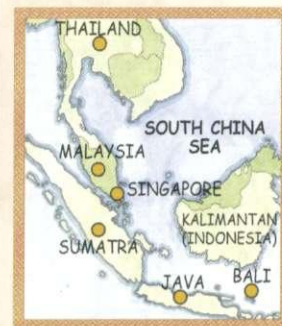 THAILAND
SOUTH CHINA
SEA
MALAYSIA
SINGAPORE
KALIMANTAN
(INDONESIA)
SUMATRA
JAVA
BALI